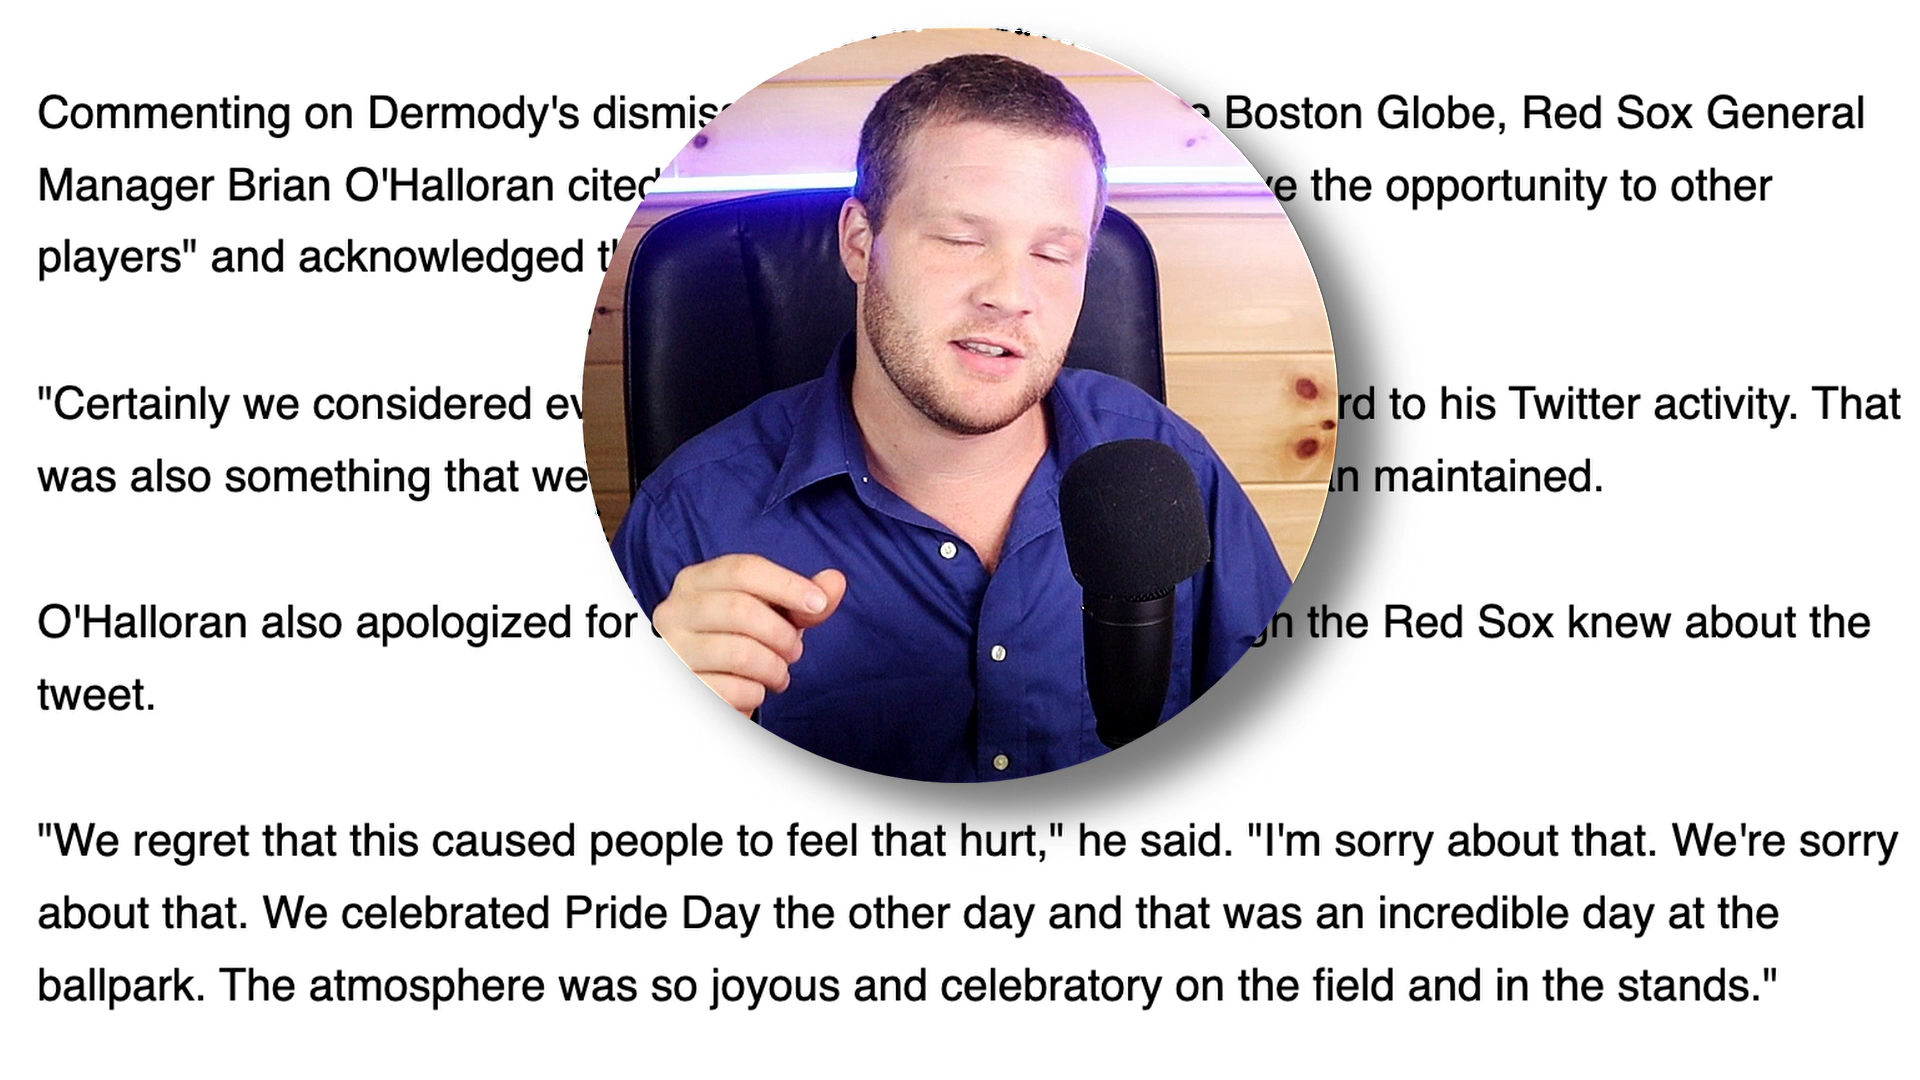 Commenting on Dermody's Boston Globe, Red Sox General
Manager Brian O'Halloran cited the opportunity to other
players" and acknowledged
"Certainly we considered to his Twitter activity. That
was also something that we maintained.
O'Halloran also apologized for the Red Sox knew about the
tweet.
"We regret that this caused people to feel that hurt," he said. "I'm sorry about that. We're sorry
about that. We celebrated Pride Day the other day and that was an incredible day at the
ballpark. The atmosphere was so joyous and celebratory on the field and in the stands."